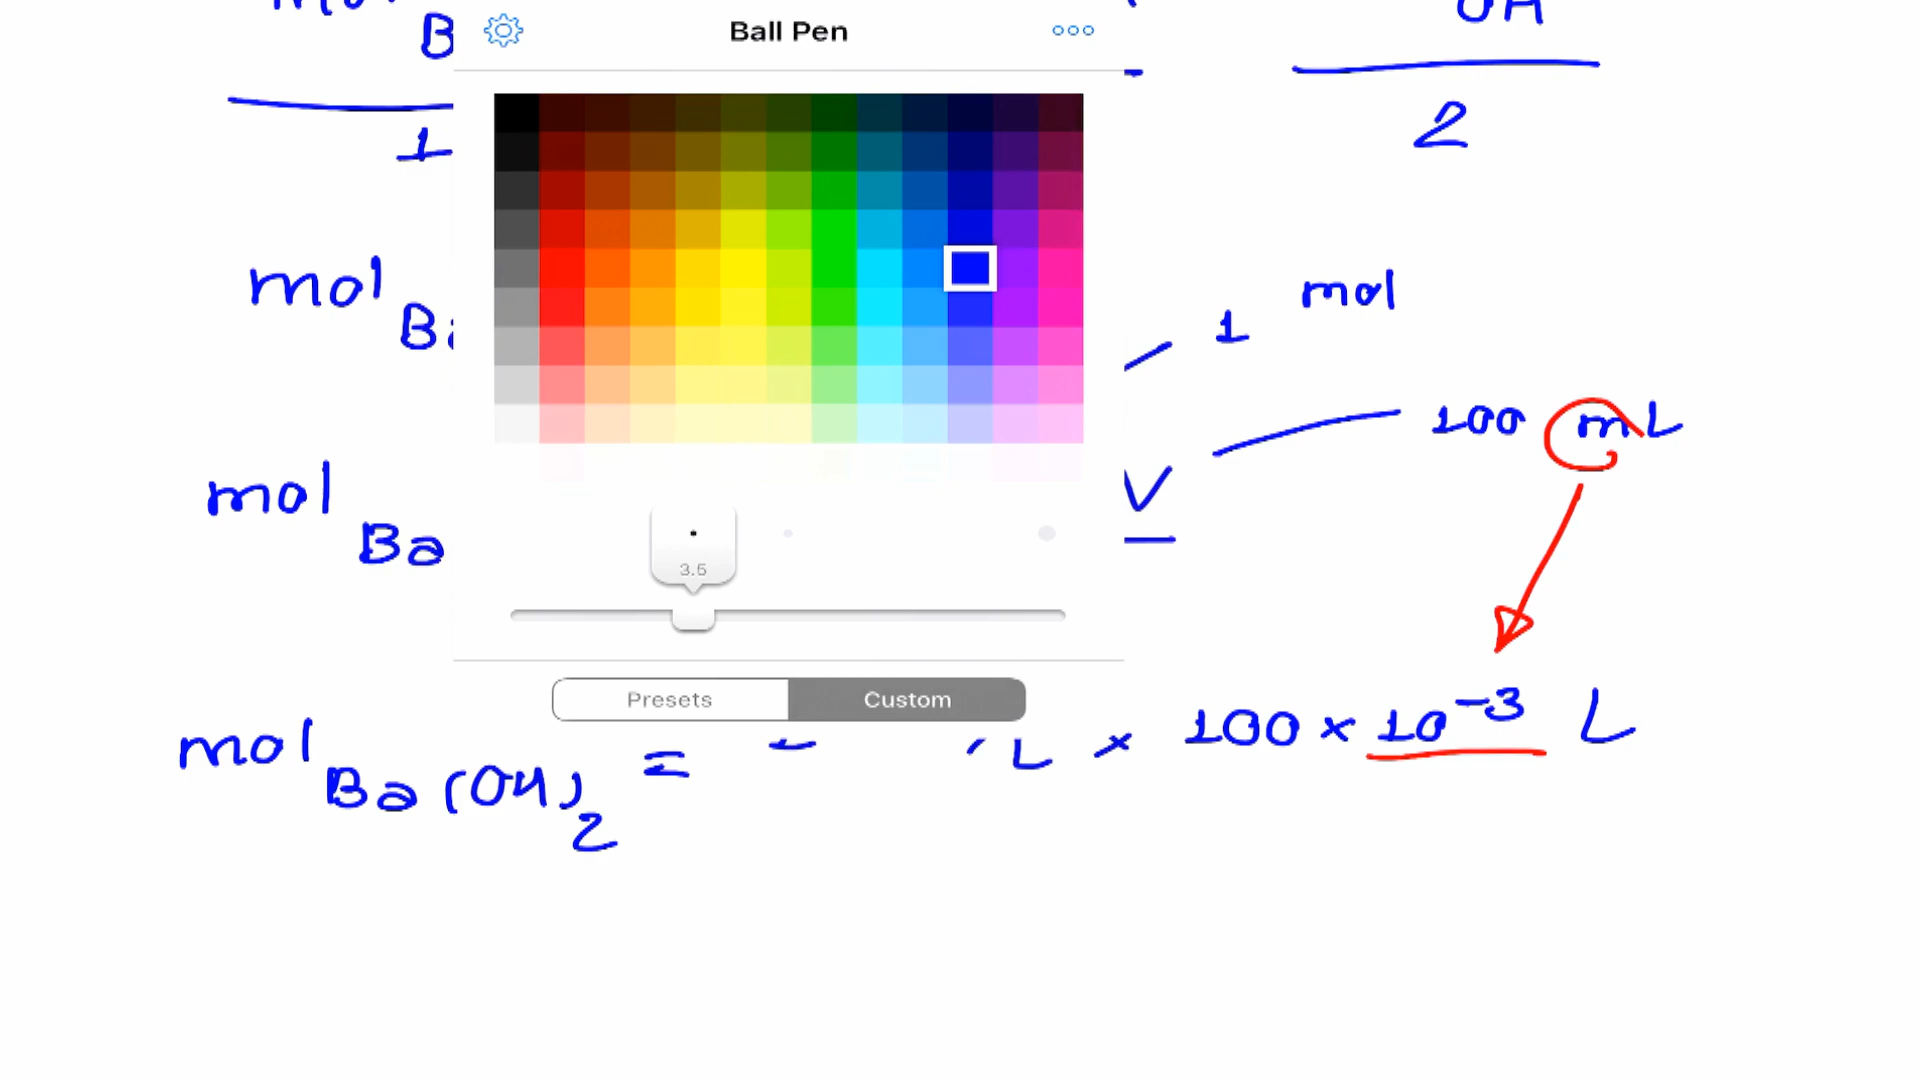 Ball Pen
B
OH
1
2
mol
Ba
1 mol
100 mL
mol
Ba
V
3.5
Presets
Custom
mol Ba(OH)2 = L × 100 × 10⁻³ L